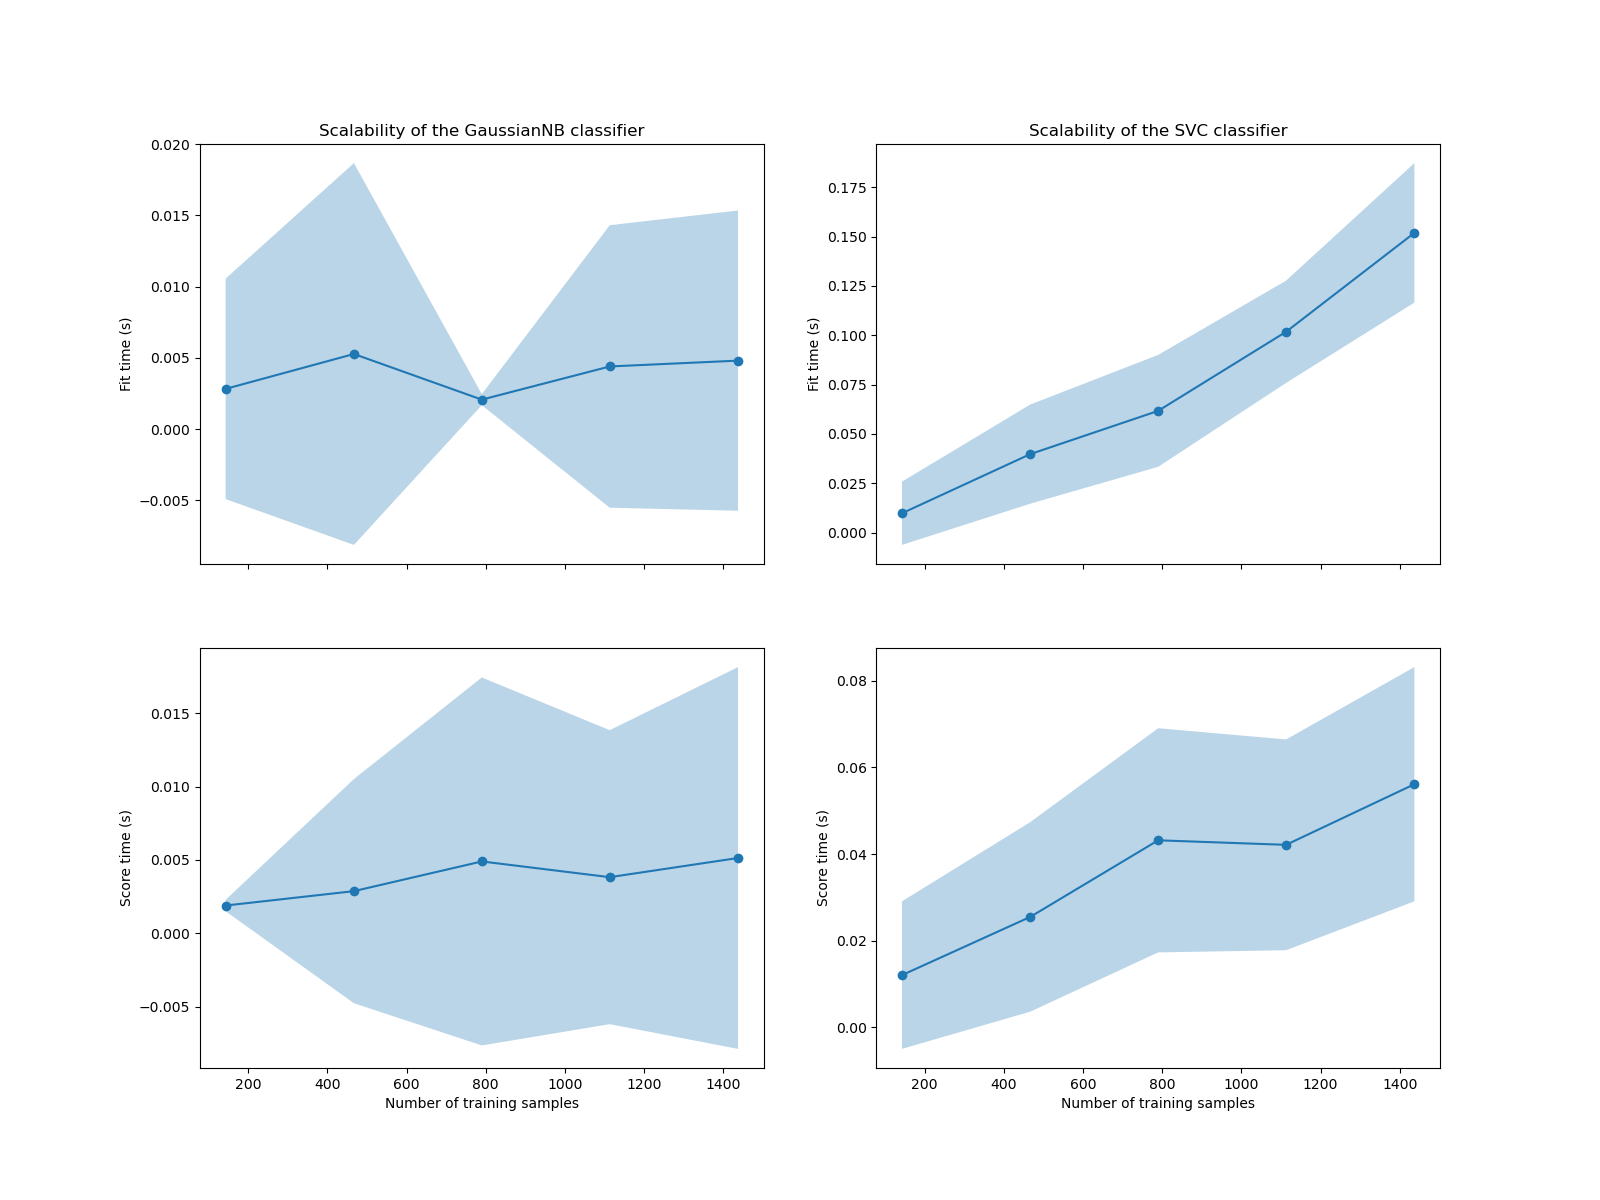 Scalability of the GaussianNB classifier
0.020
0.015
0.010
0.005
0.000
−0.005
Fit time (s)
Scalability of the SVC classifier
0.175
0.150
0.125
0.100
0.075
0.050
0.025
0.000
Fit time (s)
0.015
0.010
0.005
0.000
−0.005
Score time (s)
200 400 600 800 1000 1200 1400
Number of training samples
0.08
0.06
0.04
0.02
0.00
Score time (s)
200 400 600 800 1000 1200 1400
Number of training samples